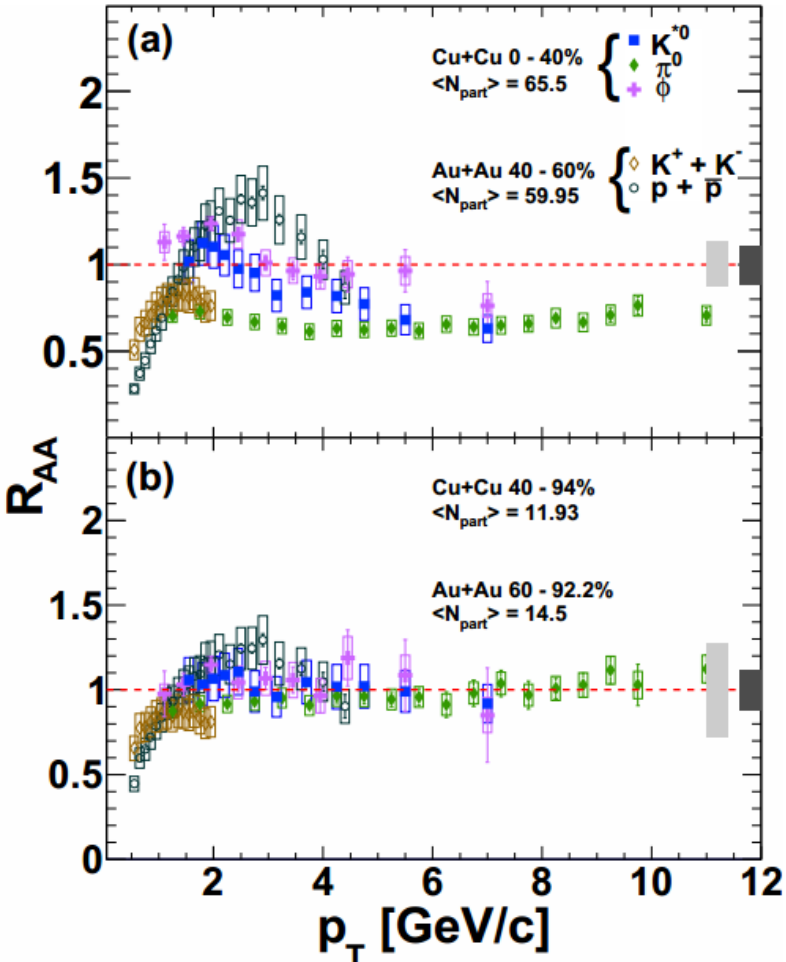 (a)
Cu+Cu 0 - 40%
<N_part> = 65.5
K*0
π0
ϕ
Au+Au 40 - 60%
<N_part> = 59.95
K+ + K-
p + p̅
2
1.5
1
0.5
R_AA
(b)
Cu+Cu 40 - 94%
<N_part> = 11.93
Au+Au 60 - 92.2%
<N_part> = 14.5
2
1.5
1
0.5
0
2 4 6 8 10 12
p_T [GeV/c]